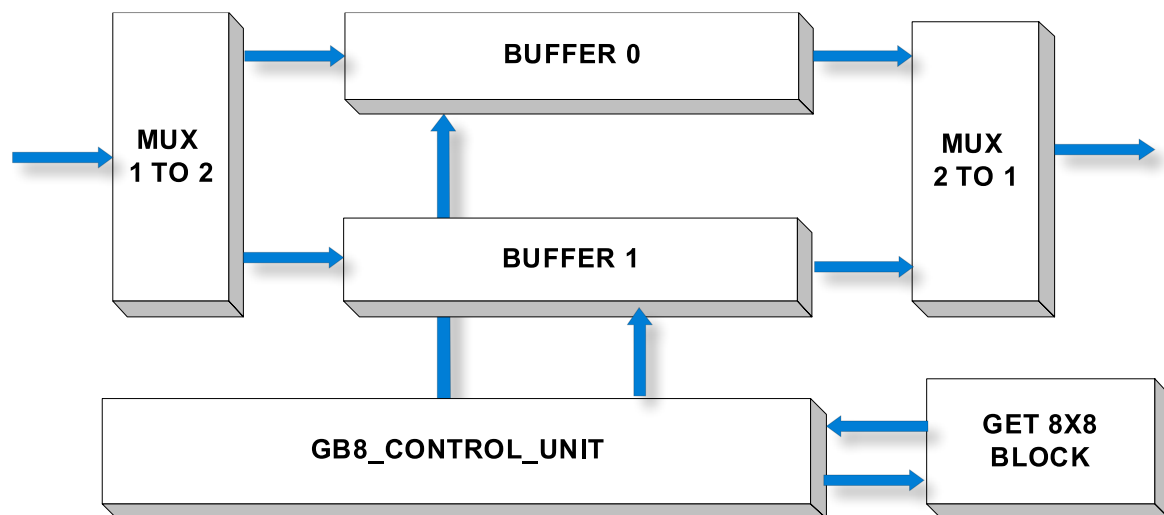 BUFFER 0
MUX
1 TO 2
MUX
2 TO 1
BUFFER 1
GB8_CONTROL_UNIT
GET 8X8
BLOCK